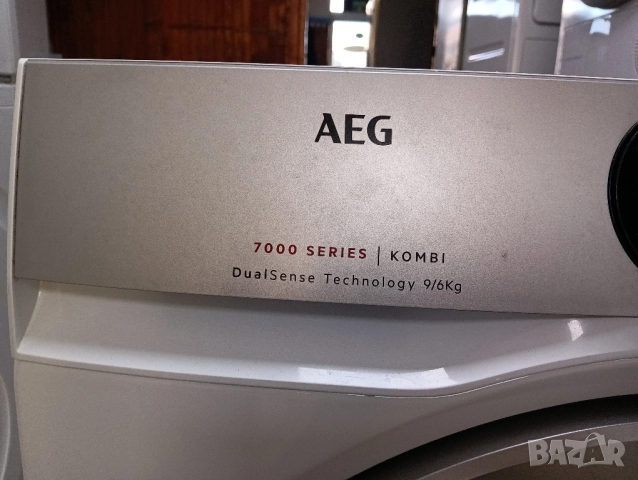 AEG
7000 SERIES | KOMBI
DualSense Technology 9/6Kg
BAZAR